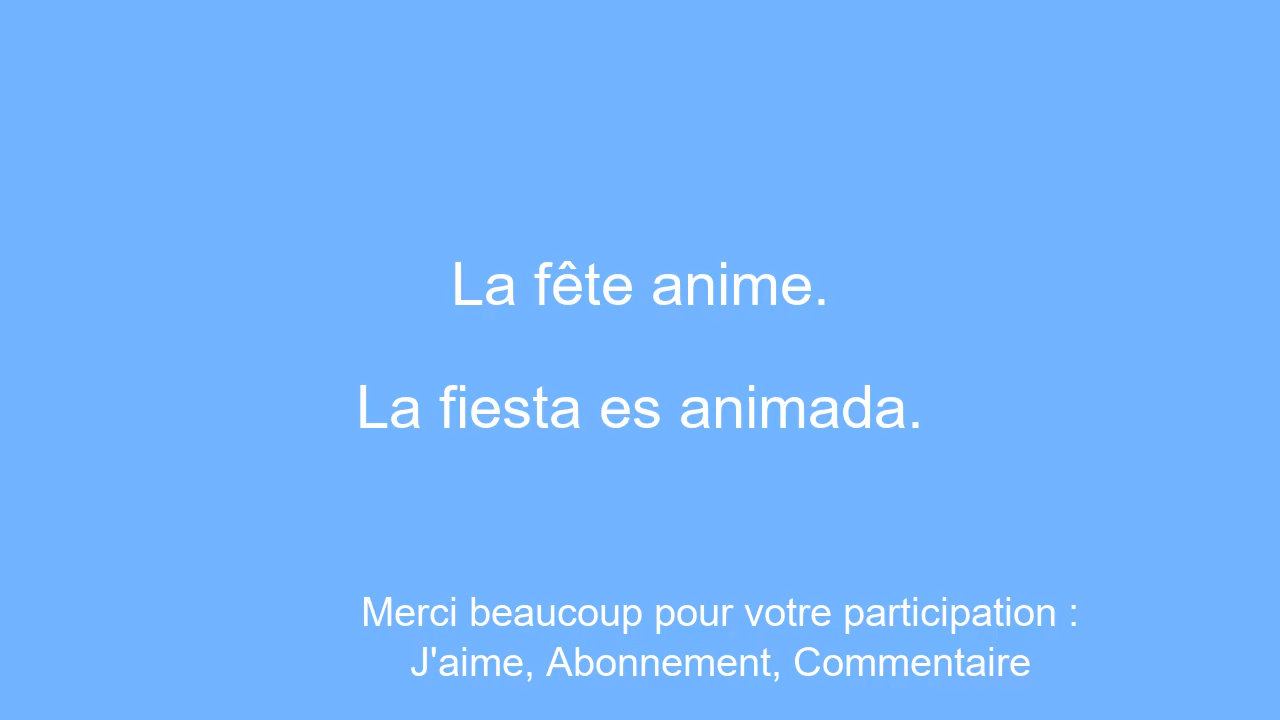 La fête anime.
La fiesta es animada.
Merci beaucoup pour votre participation :
J'aime, Abonnement, Commentaire